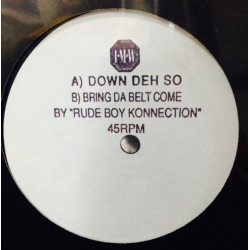 A) DOWN DEH SO
B) BRING DA BELT COME
BY "RUDE BOY KONNECTION"
45RPM